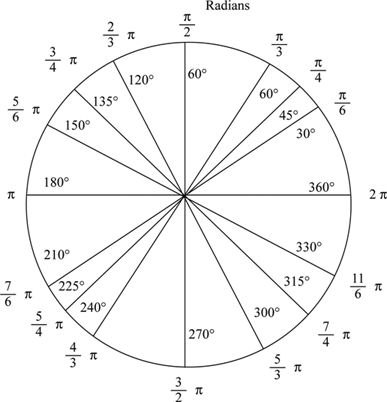 Radians
π/2
2/3 π
π/3
3/4 π
π/4
5/6 π
π/6
120°
60°
60°
135°
45°
150°
30°
π
180°
360°
2 π
210°
330°
225°
315°
240°
300°
270°
7/6 π
11/6 π
5/4 π
7/4 π
4/3 π
5/3 π
3/2 π